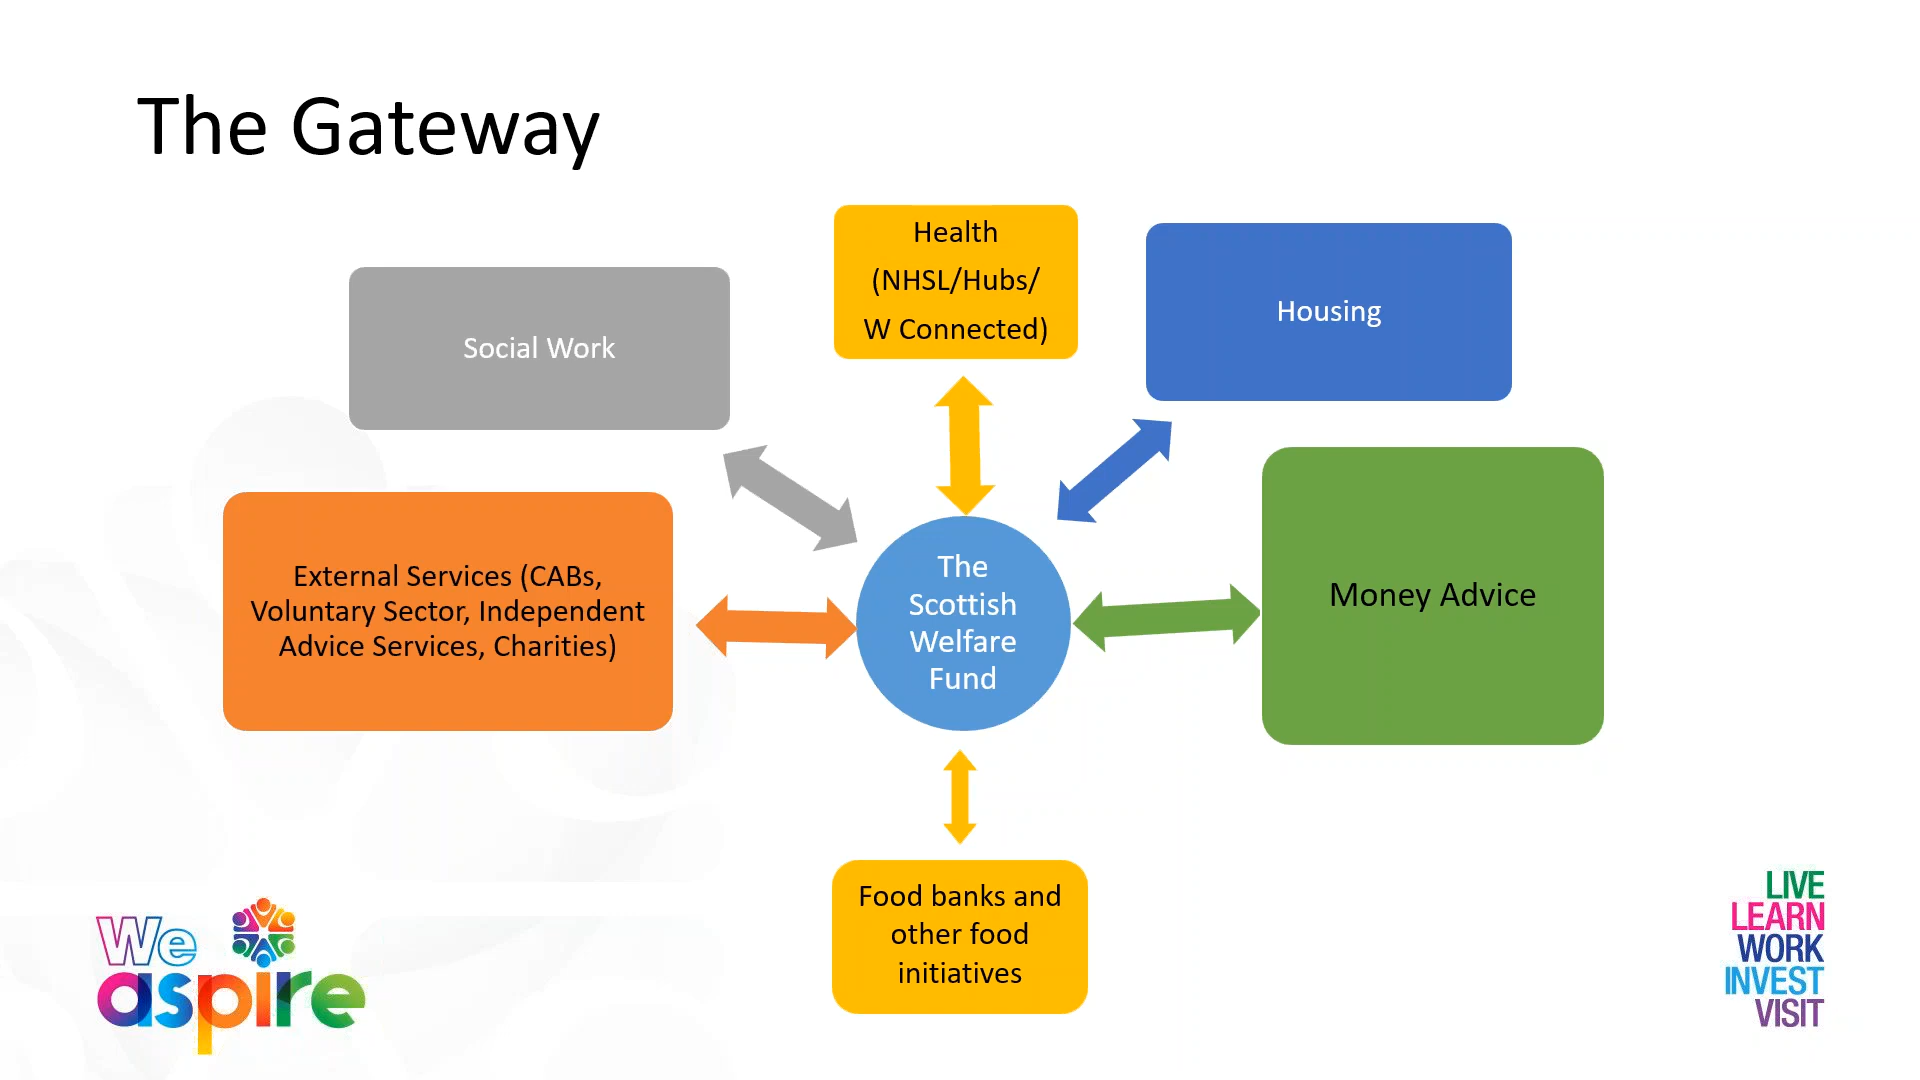 The Gateway
Health
(NHSL/Hubs/
W Connected)
Housing
Social Work
External Services (CABs,
Voluntary Sector, Independent
Advice Services, Charities)
The
Scottish
Welfare
Fund
Money Advice
Food banks and
other food
initiatives
We
aspire
LIVE
LEARN
WORK
INVEST
VISIT